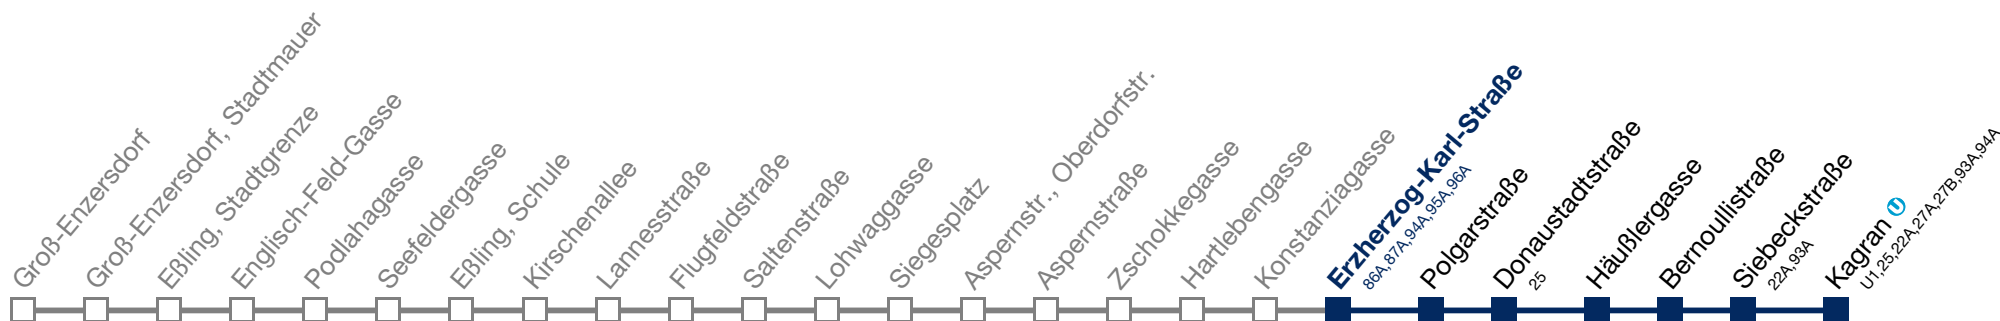 Groß-Enzersdorf
Groß-Enzersdorf, Stadtmauer
Eßling, Stadtgrenze
Englisch-Feld-Gasse
Podlahagasse
Seefeldergasse
Eßling, Schule
Kirschenallee
Lannesstraße
Flugfeldstraße
Saltenstraße
Lohwaggasse
Siegesplatz
Aspernstr., Oberdorfstr.
Aspernstraße
Zschokkegasse
Hartlebengasse
Konstanziagasse
Erzherzog-Karl-Straße
86A,87A,94A,95A,96A
Polgarstraße
Donaustadtstraße
25
Häußlergasse
Bernoullistraße
Siebeckstraße
22A,93A
Kagran U
U1,25,22A,27A,27B,93A,94A